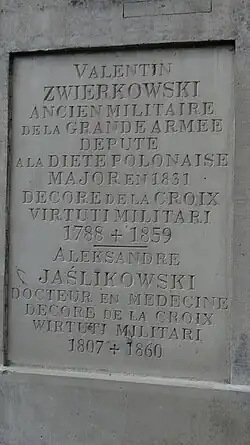 VALENTIN
ZWIERKOWSKI
ANCIEN MILITAIRE
DE LA GRANDE ARMEE
DEPUTE
A LA DIETE POLONAISE
MAJOR EN 1831
DECORE DE LA CROIX
VIRTUTI MILITARI
1788 + 1859
ALEKSANDRE
JAŚLIKOWSKI
DOCTEUR EN MEDECINE
DECORE DE LA CROIX
WIRTUTI MILITARI
1807 + 1860